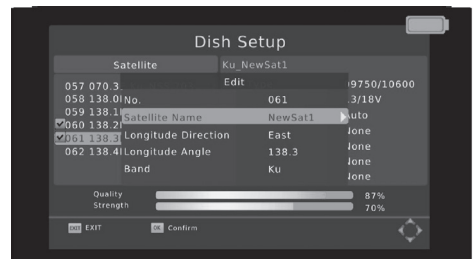 Dish Setup
Satellite Ku_NewSat1
Edit
057 070.3 09750/10600
058 138.0 No. 061 .3/18V
059 138.1 Satellite Name NewSat1 Auto
060 138.2 Longitude Direction East None
061 138.3 Longitude Angle 138.3 None
062 138.4 Band Ku None
None
Quality 87%
Strength 70%
EXIT EXIT OK Confirm